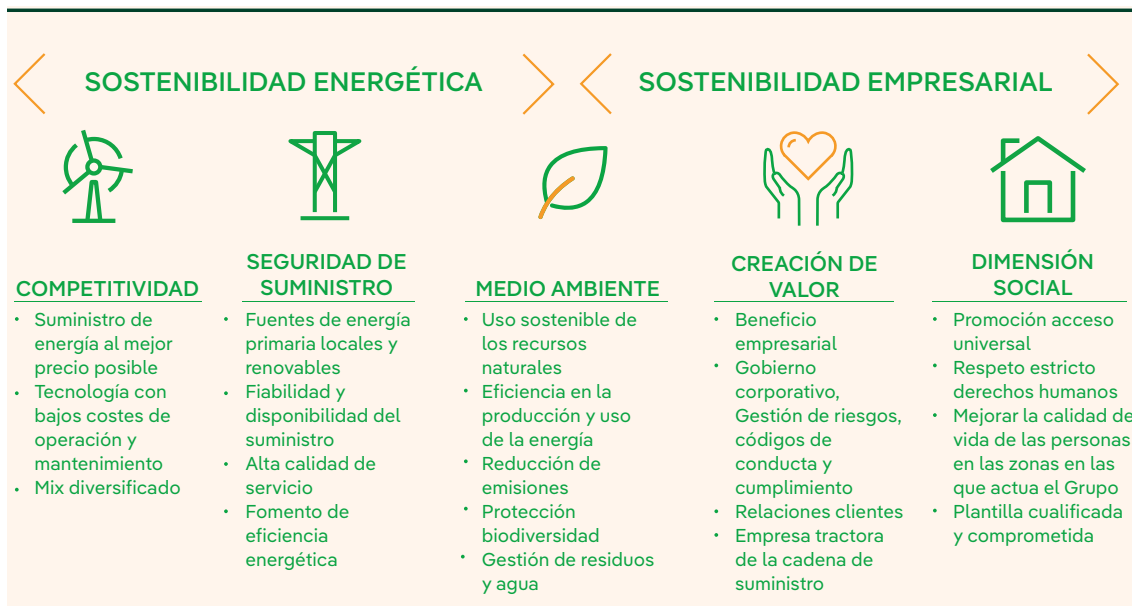 SOSTENIBILIDAD ENERGÉTICA
SOSTENIBILIDAD EMPRESARIAL
COMPETITIVIDAD
• Suministro de
energía al mejor
precio posible
• Tecnología con
bajos costes de
operación y
mantenimiento
• Mix diversificado
SEGURIDAD DE
SUMINISTRO
• Fuentes de energía
primaria locales y
renovables
• Fiabilidad y
disponibilidad del
suministro
• Alta calidad de
servicio
• Fomento de
eficiencia
energética
MEDIO AMBIENTE
• Uso sostenible de
los recursos
naturales
• Eficiencia en la
producción y uso
de la energía
• Reducción de
emisiones
• Protección
biodiversidad
• Gestión de residuos
y agua
CREACIÓN DE
VALOR
• Beneficio
empresarial
• Gobierno
corporativo,
Gestión de riesgos,
códigos de
conducta y
cumplimiento
• Relaciones clientes
• Empresa tractora
de la cadena de
suministro
DIMENSIÓN
SOCIAL
• Promoción acceso
universal
• Respeto estricto
derechos humanos
• Mejorar la calidad de
vida de las personas
en las zonas en las
que actua el Grupo
• Plantilla cualificada
y comprometida